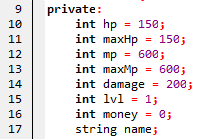 9 private:
10 int hp = 150;
11 int maxHp = 150;
12 int mp = 600;
13 int maxMp = 600;
14 int damage = 200;
15 int lvl = 1;
16 int money = 0;
17 string name;